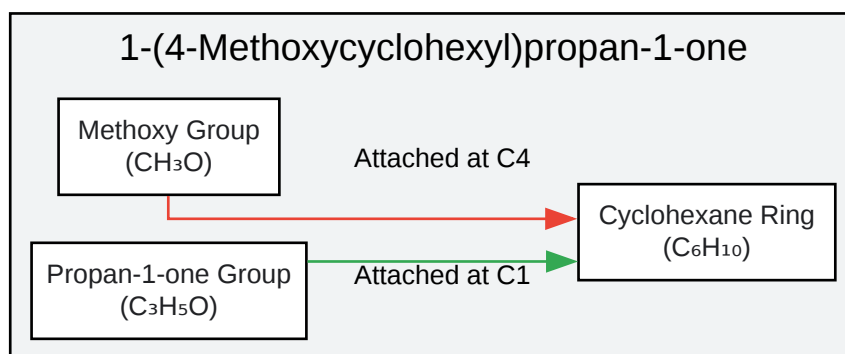 1-(4-Methoxycyclohexyl)propan-1-one
Methoxy Group
(CH₃O)
Attached at C4
Cyclohexane Ring
(C₆H₁₀)
Propan-1-one Group
(C₃H₅O)
Attached at C1